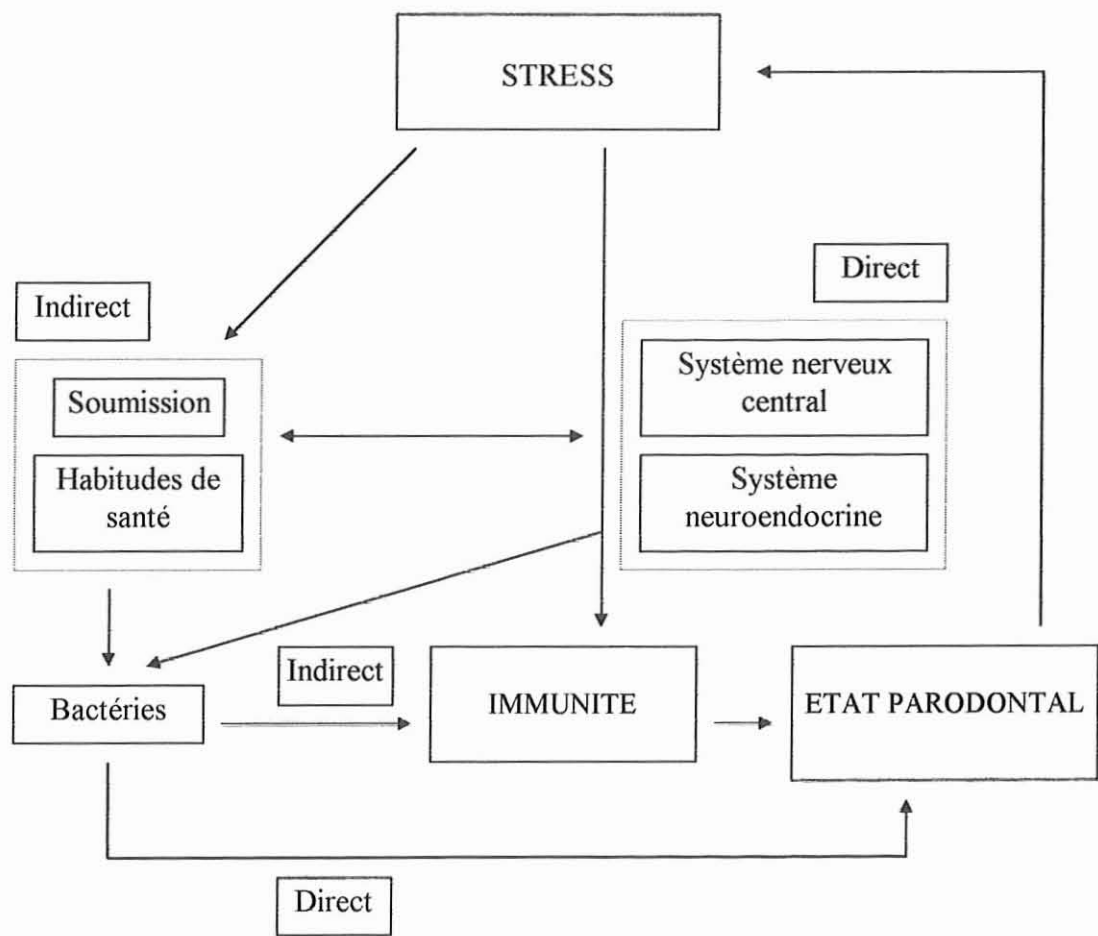 STRESS
Direct
Indirect
Système nerveux
central
Soumission
Habitudes de
santé
Système
neuroendocrine
Indirect
Bactéries
IMMUNITE
ETAT PARODONTAL
Direct